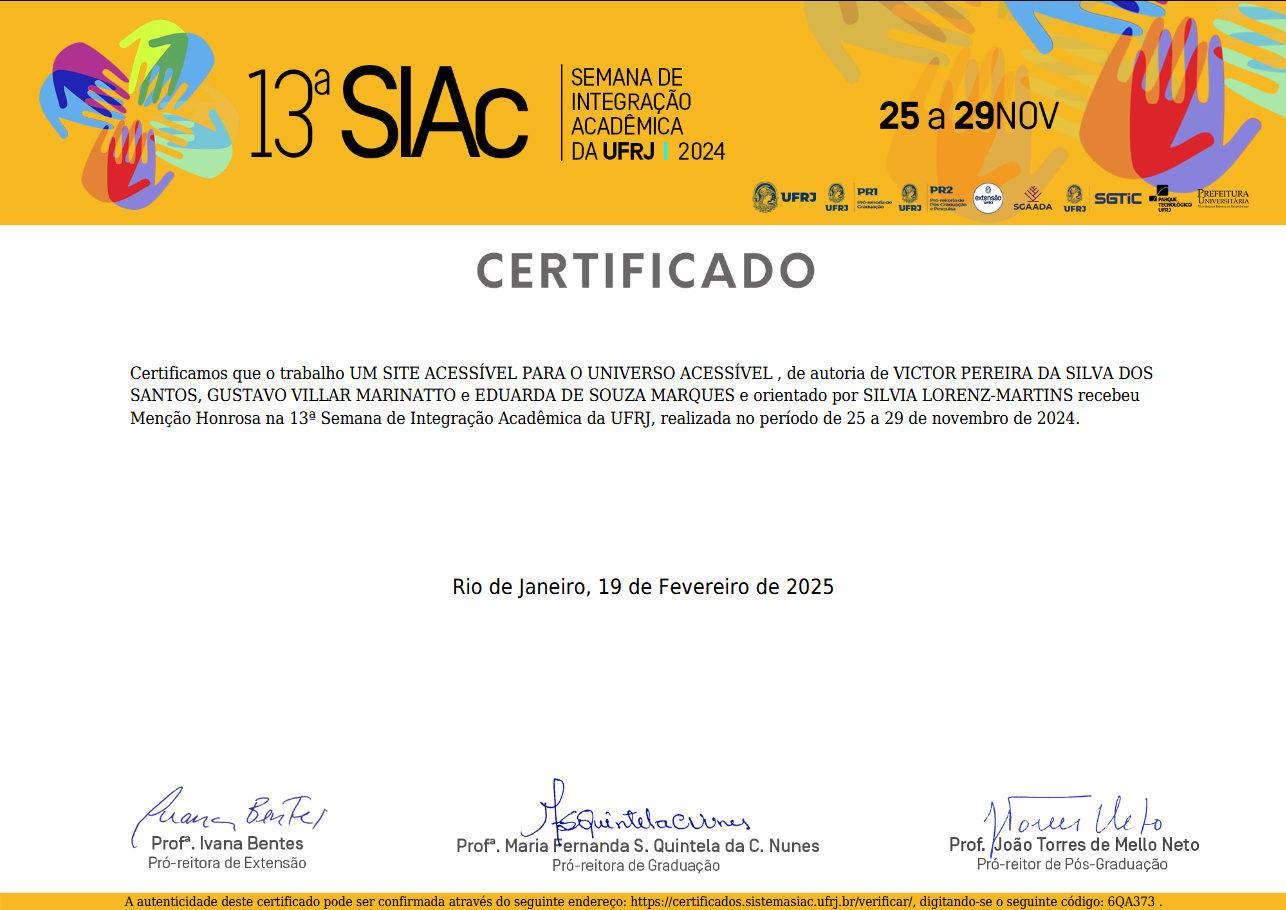 13ª SIAc
SEMANA DE
INTEGRAÇÃO
ACADÊMICA
DA UFRJ | 2024
25 a 29NOV
UFRJ
UFRJ
PR1
Pró-reitoria de
Graduação
UFRJ
PR2
Pró-reitoria de
Pós-Graduação
e Pesquisa
extensão
UFRJ
SGAADA
UFRJ
SGTIC
PARQUE
TECNOLÓGICO
UFRJ
PREFEITURA
UNIVERSITÁRIA
CERTIFICADO
Certificamos que o trabalho UM SITE ACESSÍVEL PARA O UNIVERSO ACESSÍVEL , de autoria de VICTOR PEREIRA DA SILVA DOS
SANTOS, GUSTAVO VILLAR MARINATTO e EDUARDA DE SOUZA MARQUES e orientado por SILVIA LORENZ-MARTINS recebeu
Menção Honrosa na 13ª Semana de Integração Acadêmica da UFRJ, realizada no período de 25 a 29 de novembro de 2024.
Rio de Janeiro, 19 de Fevereiro de 2025
Ivana Bentes
MFSQuintelaCNunes
JTorres Neto
Profª. Ivana Bentes
Pró-reitora de Extensão
Profª. Maria Fernanda S. Quintela da C. Nunes
Pró-reitora de Graduação
Prof. João Torres de Mello Neto
Pró-reitor de Pós-Graduação
A autenticidade deste certificado pode ser confirmada através do seguinte endereço: https://certificados.sistemasiac.ufrj.br/verificar/, digitando-se o seguinte código: 6QA373 .